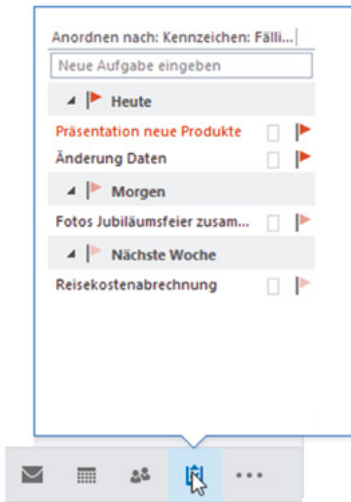 Anordnen nach: Kennzeichen: Fälli...
Neue Aufgabe eingeben
Heute
Präsentation neue Produkte
Änderung Daten
Morgen
Fotos Jubiläumsfeier zusam...
Nächste Woche
Reisekostenabrechnung